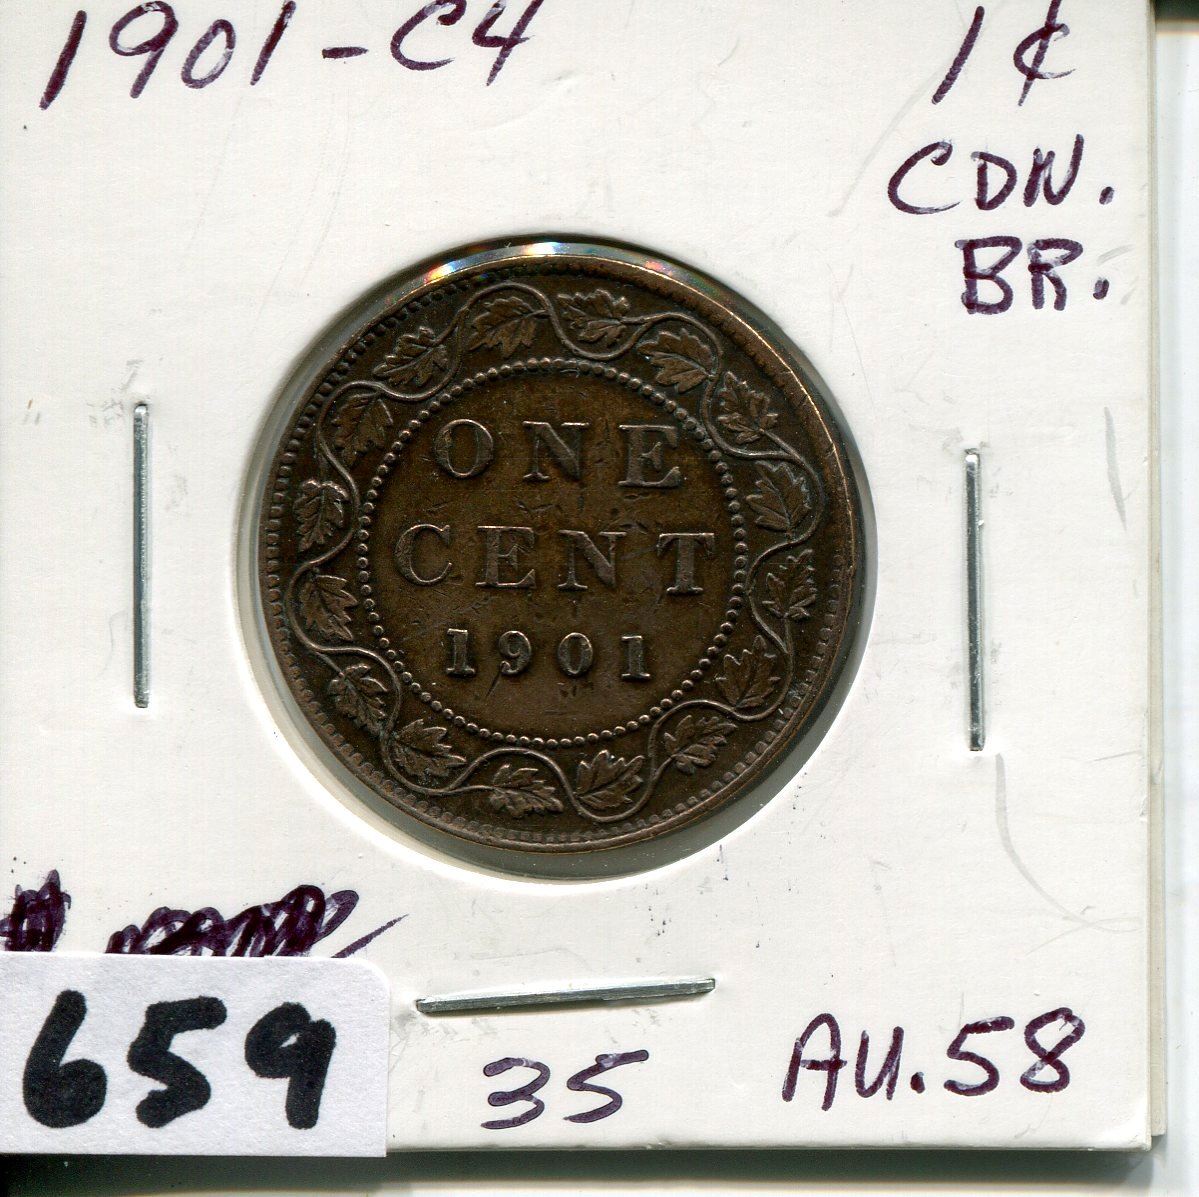 1901-C4 1¢
CDN.
BR.
ONE
CENT
1901
659
35 AU.58